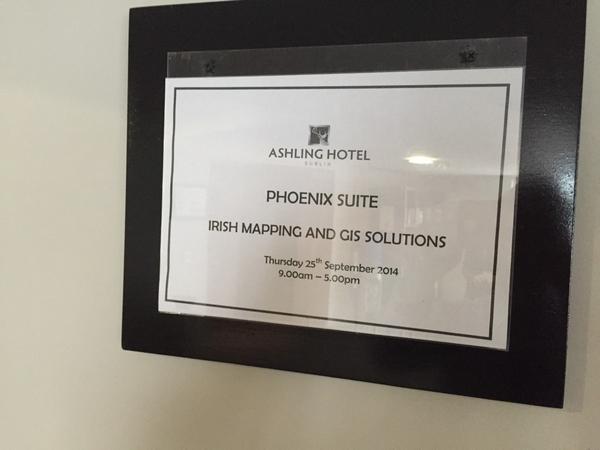 ASHLING HOTEL
DUBLIN
PHOENIX SUITE
IRISH MAPPING AND GIS SOLUTIONS
Thursday 25th September 2014
9.00am – 5.00pm